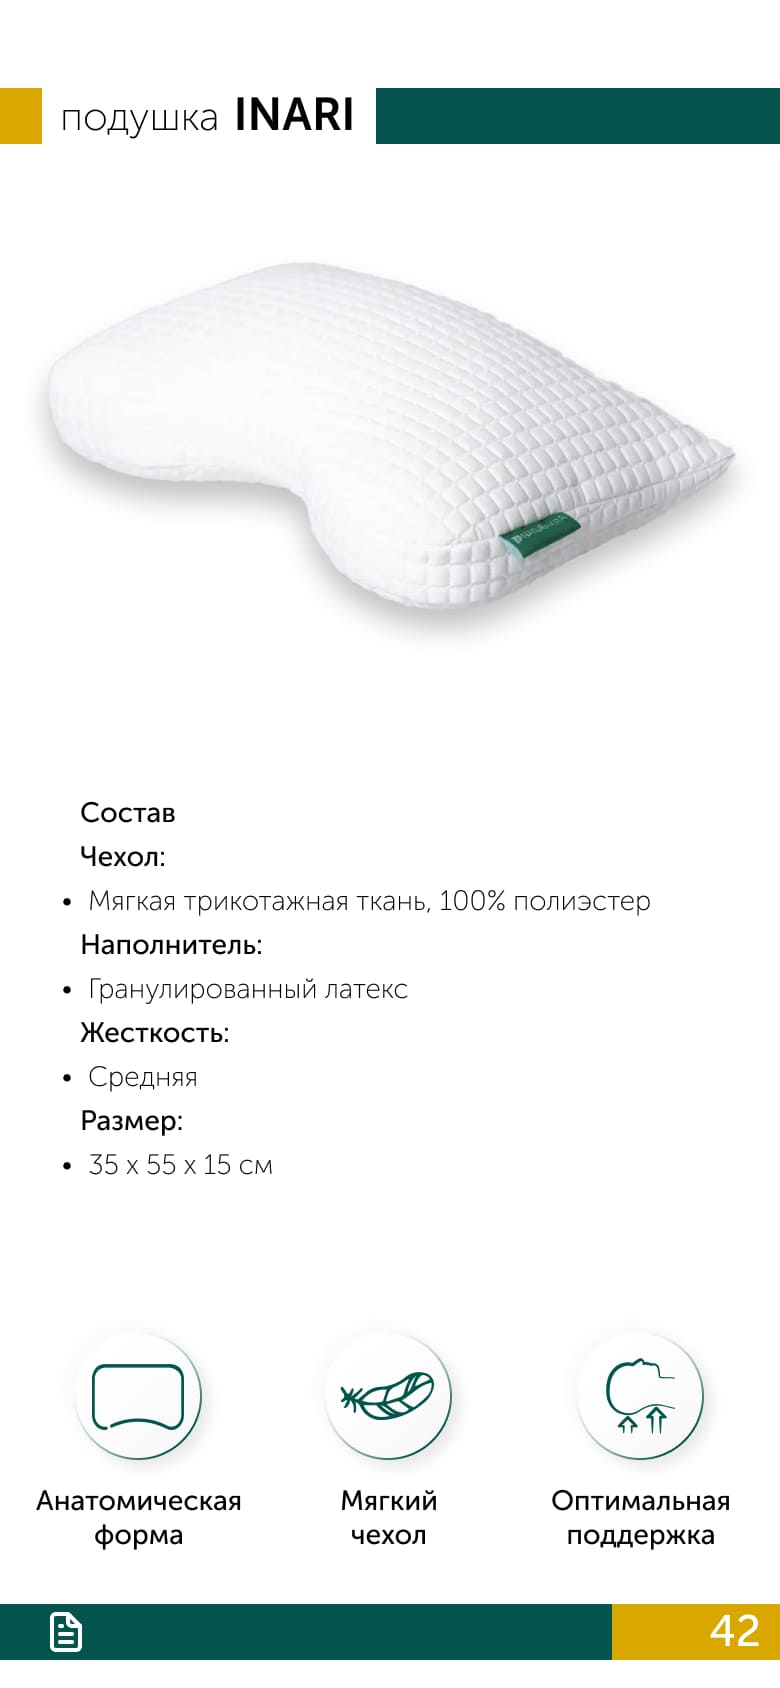 подушка INARI
Состав
Чехол:
• Мягкая трикотажная ткань, 100% полиэстер
Наполнитель:
• Гранулированный латекс
Жесткость:
• Средняя
Размер:
• 35 х 55 х 15 см
Анатомическая форма
Мягкий чехол
Оптимальная поддержка
42